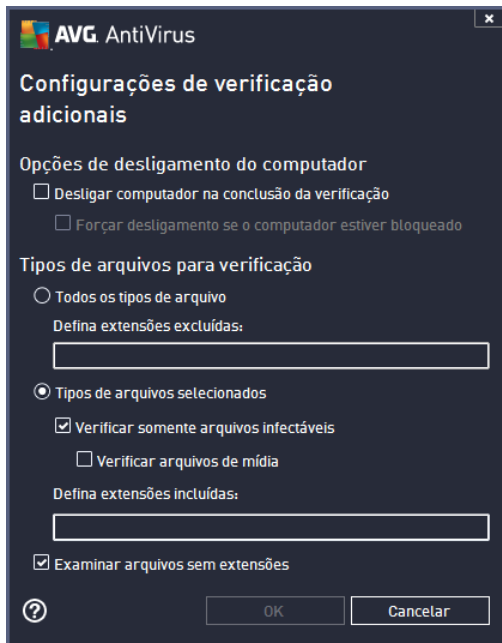 AVG. AntiVirus
Configurações de verificação
adicionais
Opções de desligamento do computador
Desligar computador na conclusão da verificação
Forçar desligamento se o computador estiver bloqueado
Tipos de arquivos para verificação
Todos os tipos de arquivo
Defina extensões excluídas:
Tipos de arquivos selecionados
Verificar somente arquivos infectáveis
Verificar arquivos de mídia
Defina extensões incluídas:
Examinar arquivos sem extensões
OK
Cancelar